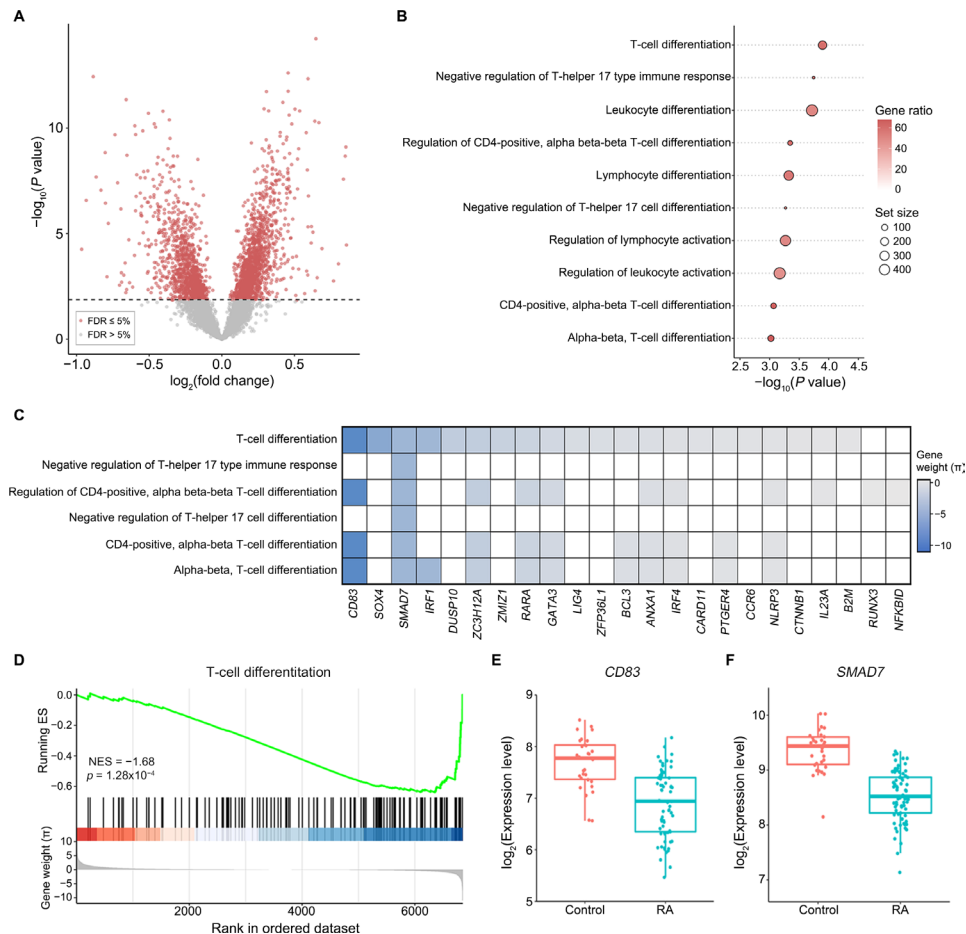 A
−log10(P value)
10
5
0
FDR ≤ 5%
FDR > 5%
−1.0
−0.5
0.0
0.5
log2(fold change)
B
T-cell differentiation
Negative regulation of T-helper 17 type immune response
Leukocyte differentiation
Regulation of CD4-positive, alpha beta-beta T-cell differentiation
Lymphocyte differentiation
Negative regulation of T-helper 17 cell differentiation
Regulation of lymphocyte activation
Regulation of leukocyte activation
CD4-positive, alpha-beta T-cell differentiation
Alpha-beta, T-cell differentiation
2.5
3.0
3.5
4.0
4.5
−log10(P value)
Gene ratio
60
40
20
0
Set size
100
200
300
400
C
T-cell differentiation
Negative regulation of T-helper 17 type immune response
Regulation of CD4-positive, alpha beta-beta T-cell differentiation
Negative regulation of T-helper 17 cell differentiation
CD4-positive, alpha-beta T-cell differentiation
Alpha-beta, T-cell differentiation
CD83
SOX4
SMAD7
IRF1
DUSP10
ZC3H12A
ZMIZ1
RARA
GATA3
LIG4
ZFP36L1
BCL3
ANXA1
IRF4
CARD11
PTGER4
CCR6
NLRP3
CTNNB1
IL23A
B2M
RUNX3
NFKBID
Gene
weight (π)
0
−5
−10
D
T-cell differentitation
Running ES
0.0
−0.2
−0.4
−0.6
NES = −1.68
p = 1.28x10−4
Gene weight (π)
10
5
0
−5
−10
2000
4000
6000
Rank in ordered dataset
E
CD83
log2(Expression level)
9
8
7
6
5
Control
RA
F
SMAD7
log2(Expression level)
10
9
8
7
Control
RA